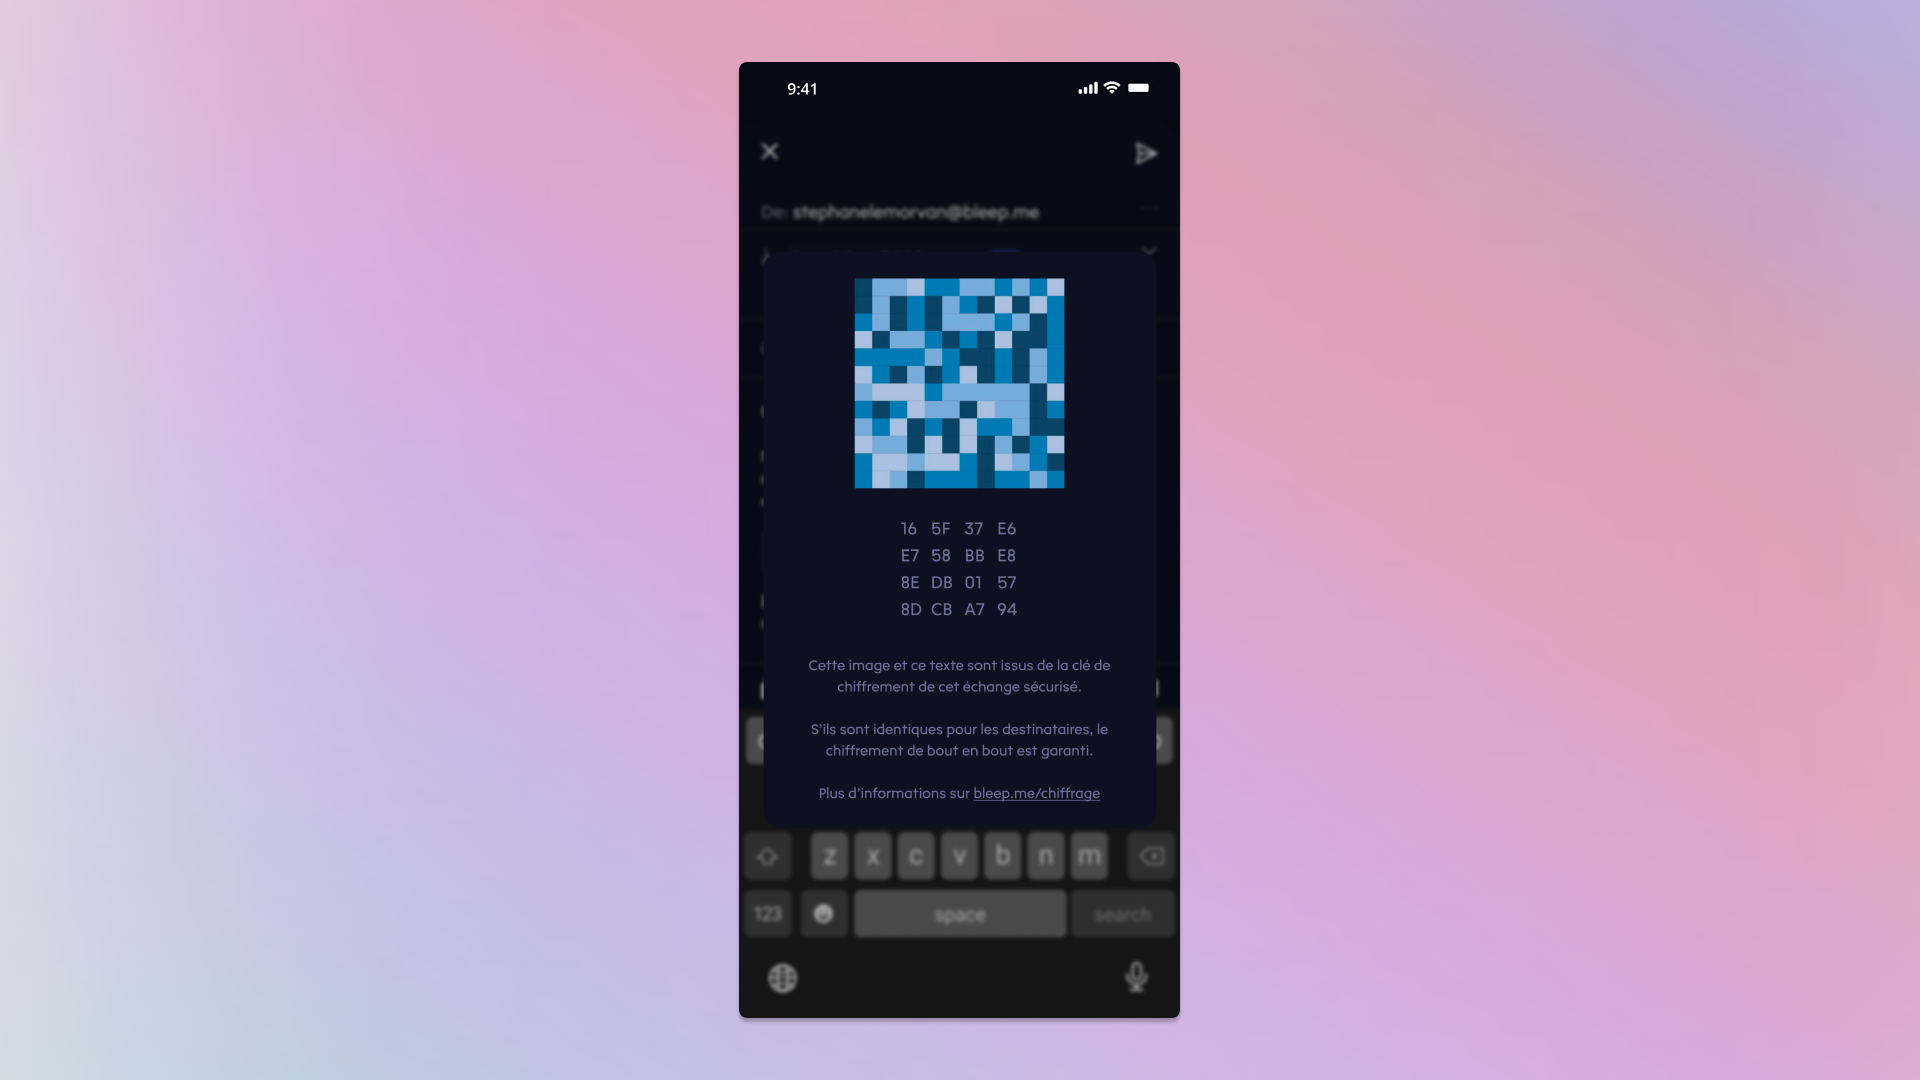 9:41
De: stephanelemorvan@bleep.me
16 5F 37 E6
E7 58 BB E8
8E DB 01 57
8D CB A7 94
Cette image et ce texte sont issus de la clé de
chiffrement de cet échange sécurisé.
S'ils sont identiques pour les destinataires, le
chiffrement de bout en bout est garanti.
Plus d'informations sur bleep.me/chiffrage
z x c v b n m
123 space search